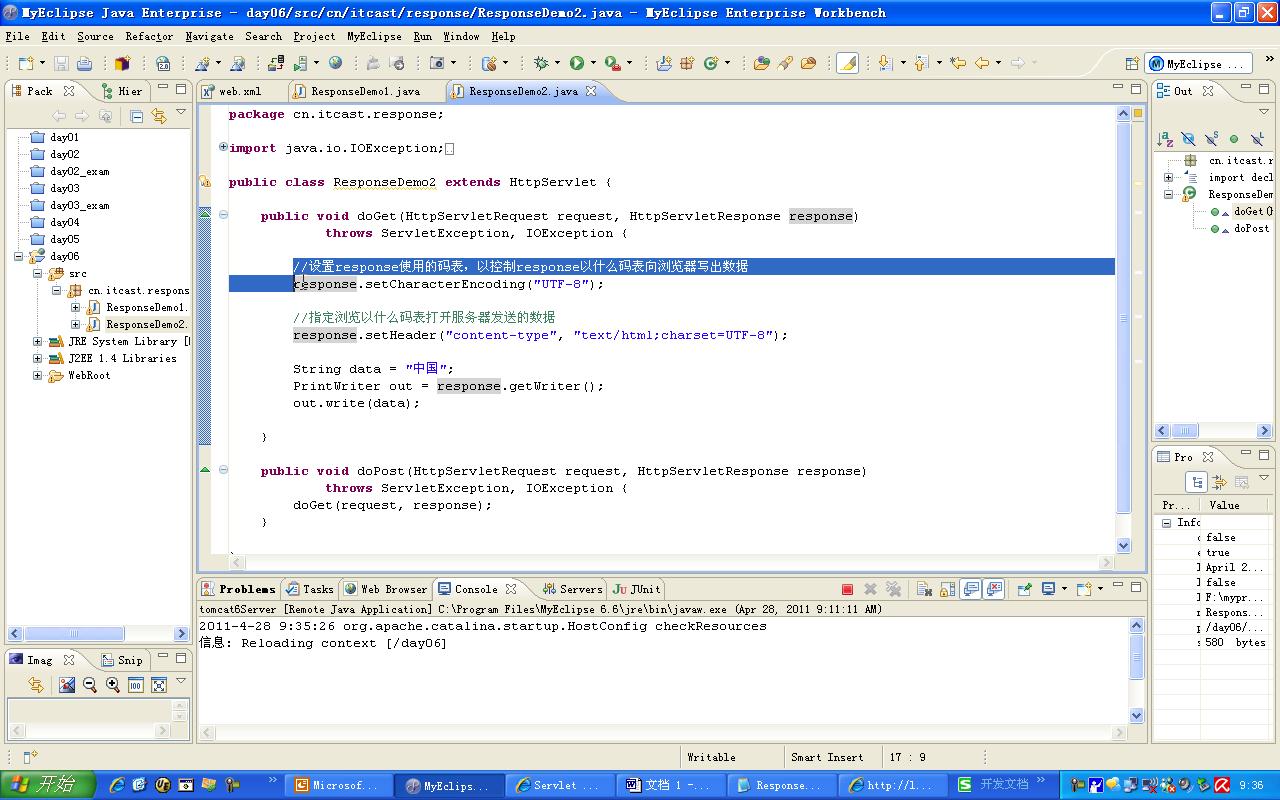 MyEclipse Java Enterprise - day06/src/cn/itcast/response/ResponseDemo2.java - MyEclipse Enterprise Workbench
File Edit Source Refactor Navigate Search Project MyEclipse Run Window Help
MyEclipse ...
Pack Hier
web.xml ResponseDemo1.java ResponseDemo2.java
Out
day01
day02
day02_exam
day03
day03_exam
day04
day05
day06
src
cn.itcast.respons
ResponseDemo1.
ResponseDemo2.
JRE System Library [
J2EE 1.4 Libraries
WebRoot
package cn.itcast.response;
import java.io.IOException;
public class ResponseDemo2 extends HttpServlet {
public void doGet(HttpServletRequest request, HttpServletResponse response)
throws ServletException, IOException {
//设置response使用的码表，以控制response以什么码表向浏览器写出数据
response.setCharacterEncoding("UTF-8");
//指定浏览以什么码表打开服务器发送的数据
response.setHeader("content-type", "text/html;charset=UTF-8");
String data = "中国";
PrintWriter out = response.getWriter();
out.write(data);
}
public void doPost(HttpServletRequest request, HttpServletResponse response)
throws ServletException, IOException {
doGet(request, response);
}
cn.itcast.r
import decl
ResponseDem
doGet(H
doPost
Pro
Pr... Value
Info
false
true
April 2...
false
F:\mypr...
Respons...
/day06/...
580 bytes
Imag Snip
Problems Tasks Web Browser Console Servers JUnit
tomcat6Server [Remote Java Application] C:\Program Files\MyEclipse 6.6\jre\bin\javaw.exe (Apr 28, 2011 9:11:11 AM)
2011-4-28 9:35:26 org.apache.catalina.startup.HostConfig checkResources
信息: Reloading context [/day06]
Writable Smart Insert 17 : 9
开始 Microsof... MyEclips... Servlet ... 文档 1 -... Response... http://l... 开发文档 9:36